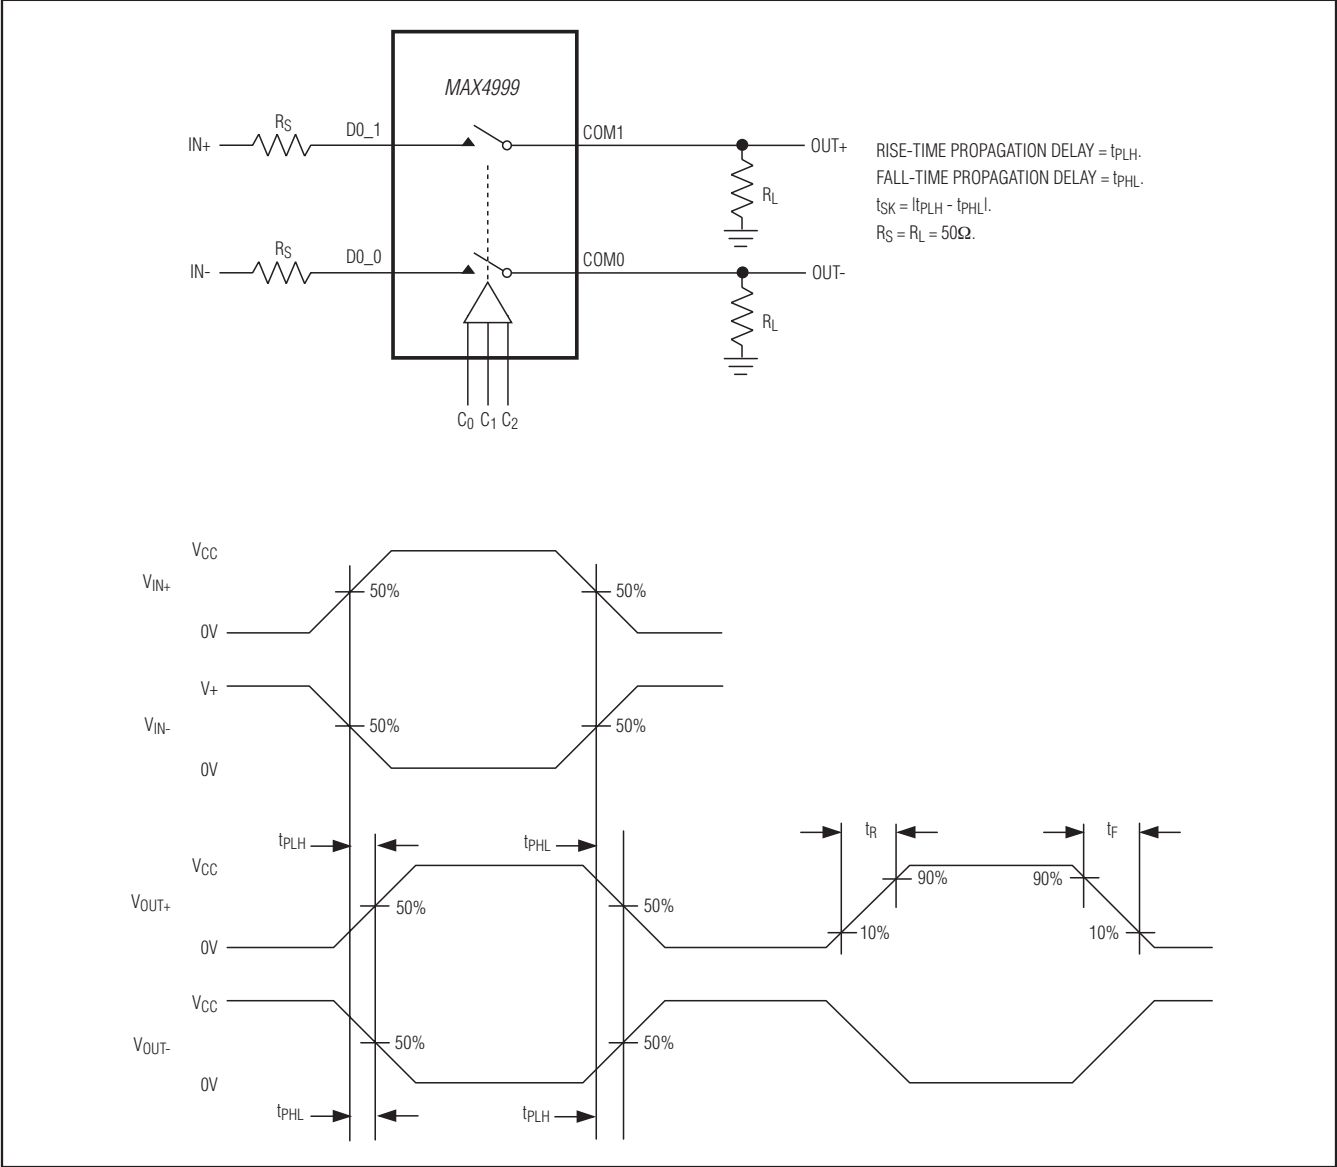 MAX4999
RS
D0_1
COM1
IN+
OUT+
RL
RISE-TIME PROPAGATION DELAY = tPLH.
FALL-TIME PROPAGATION DELAY = tPHL.
tSK = |tPLH - tPHL|.
RS = RL = 50Ω.
RS
D0_0
COM0
IN-
OUT-
RL
C0 C1 C2
VCC
VIN+
50%
50%
0V
V+
VIN-
50%
50%
0V
tPLH
tPHL
tR
tF
VCC
90%
90%
VOUT+
50%
50%
10%
10%
0V
VCC
VOUT-
50%
50%
0V
tPHL
tPLH